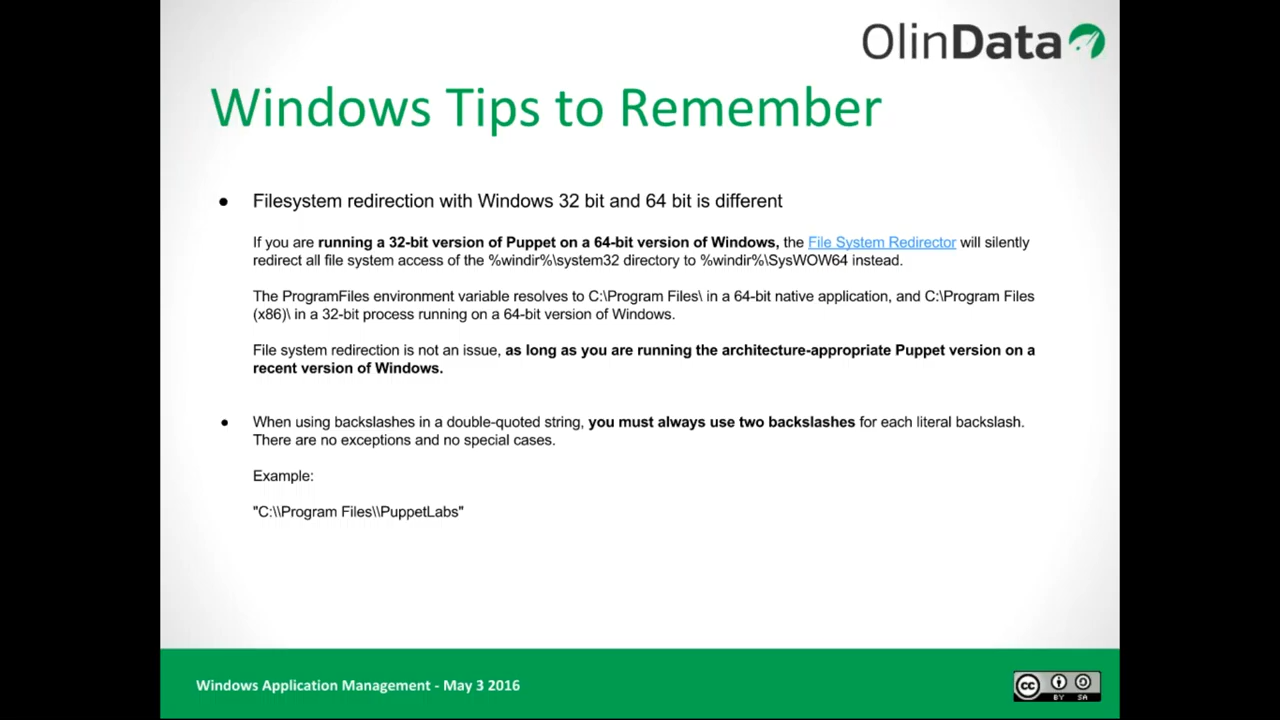 OlinData
Windows Tips to Remember
● Filesystem redirection with Windows 32 bit and 64 bit is different
If you are running a 32-bit version of Puppet on a 64-bit version of Windows, the File System Redirector will silently
redirect all file system access of the %windir%\system32 directory to %windir%\SysWOW64 instead.
The ProgramFiles environment variable resolves to C:\Program Files\ in a 64-bit native application, and C:\Program Files
(x86)\ in a 32-bit process running on a 64-bit version of Windows.
File system redirection is not an issue, as long as you are running the architecture-appropriate Puppet version on a
recent version of Windows.
● When using backslashes in a double-quoted string, you must always use two backslashes for each literal backslash.
There are no exceptions and no special cases.
Example:
"C:\\Program Files\\PuppetLabs"
Windows Application Management - May 3 2016
cc BY SA